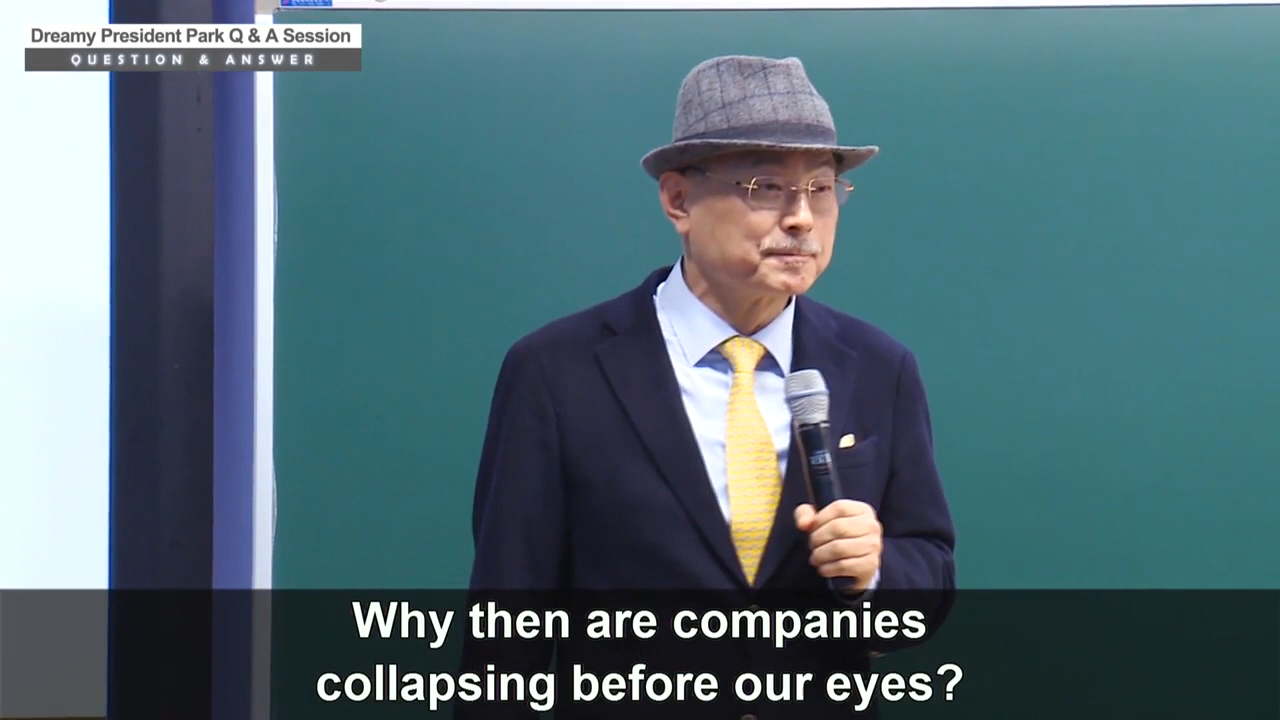 Dreamy President Park Q & A Session
QUESTION & ANSWER
Why then are companies
collapsing before our eyes?